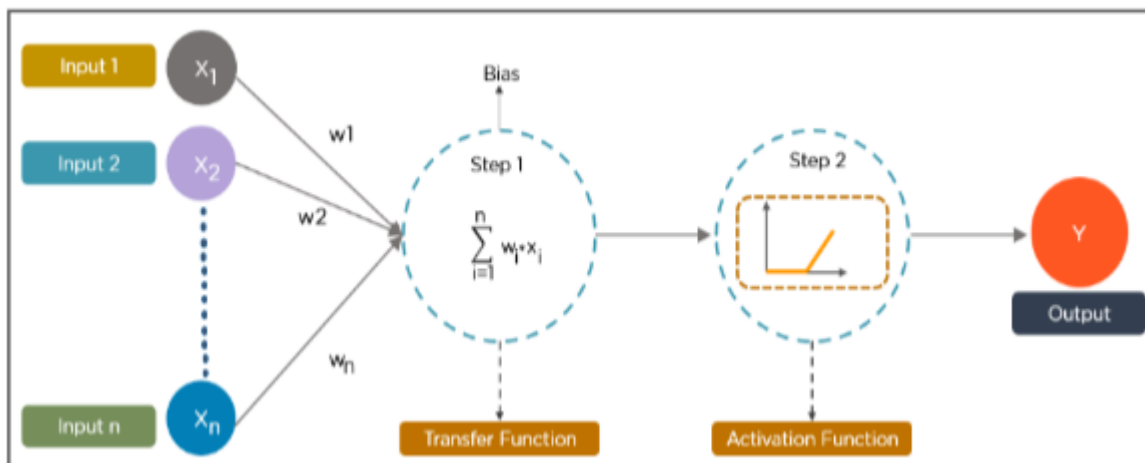 Input 1
X1
Bias
w1
Step 1
Step 2
Input 2
X2
w2
n
∑ wi*xi
i=1
Y
Output
wn
Input n
Xn
Transfer Function
Activation Function